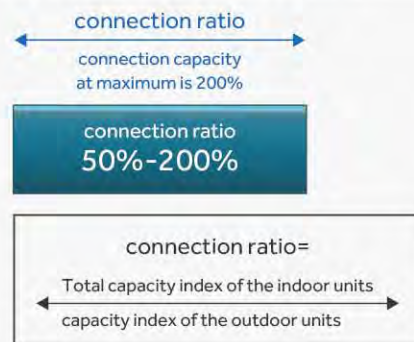 connection ratio
connection capacity
at maximum is 200%
connection ratio
50%-200%
connection ratio=
Total capacity index of the indoor units
capacity index of the outdoor units